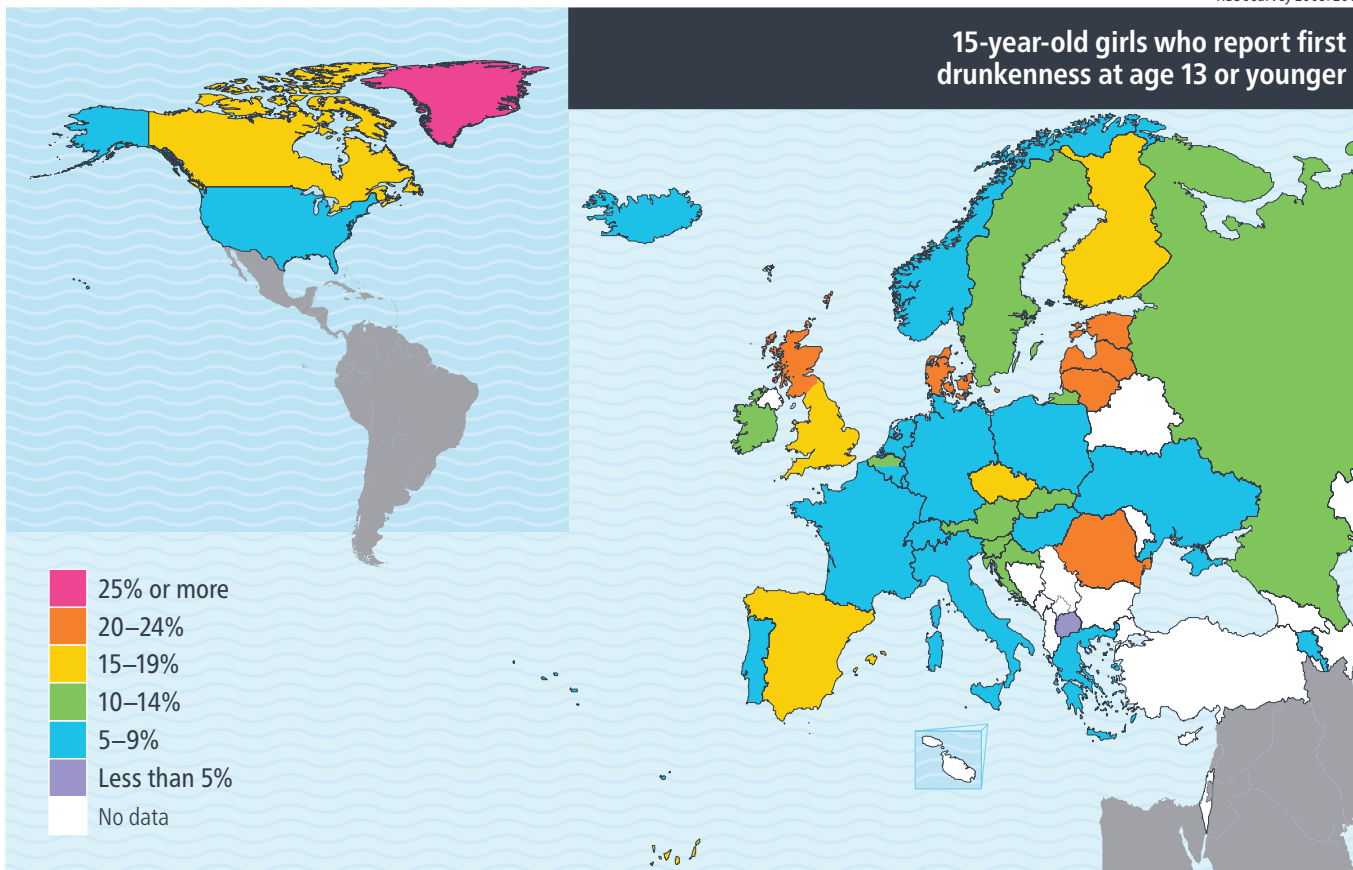 15-year-old girls who report first
drunkenness at age 13 or younger
25% or more
20–24%
15–19%
10–14%
5–9%
Less than 5%
No data